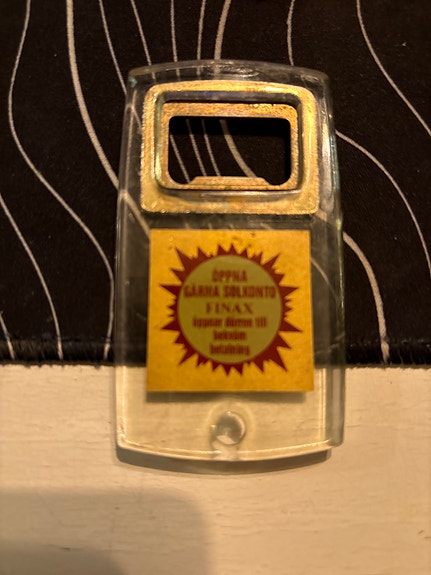 ÖPPNA
GÄRNA SOLKONTO
FINAX
öppnar dörren till
bekväm
betalning